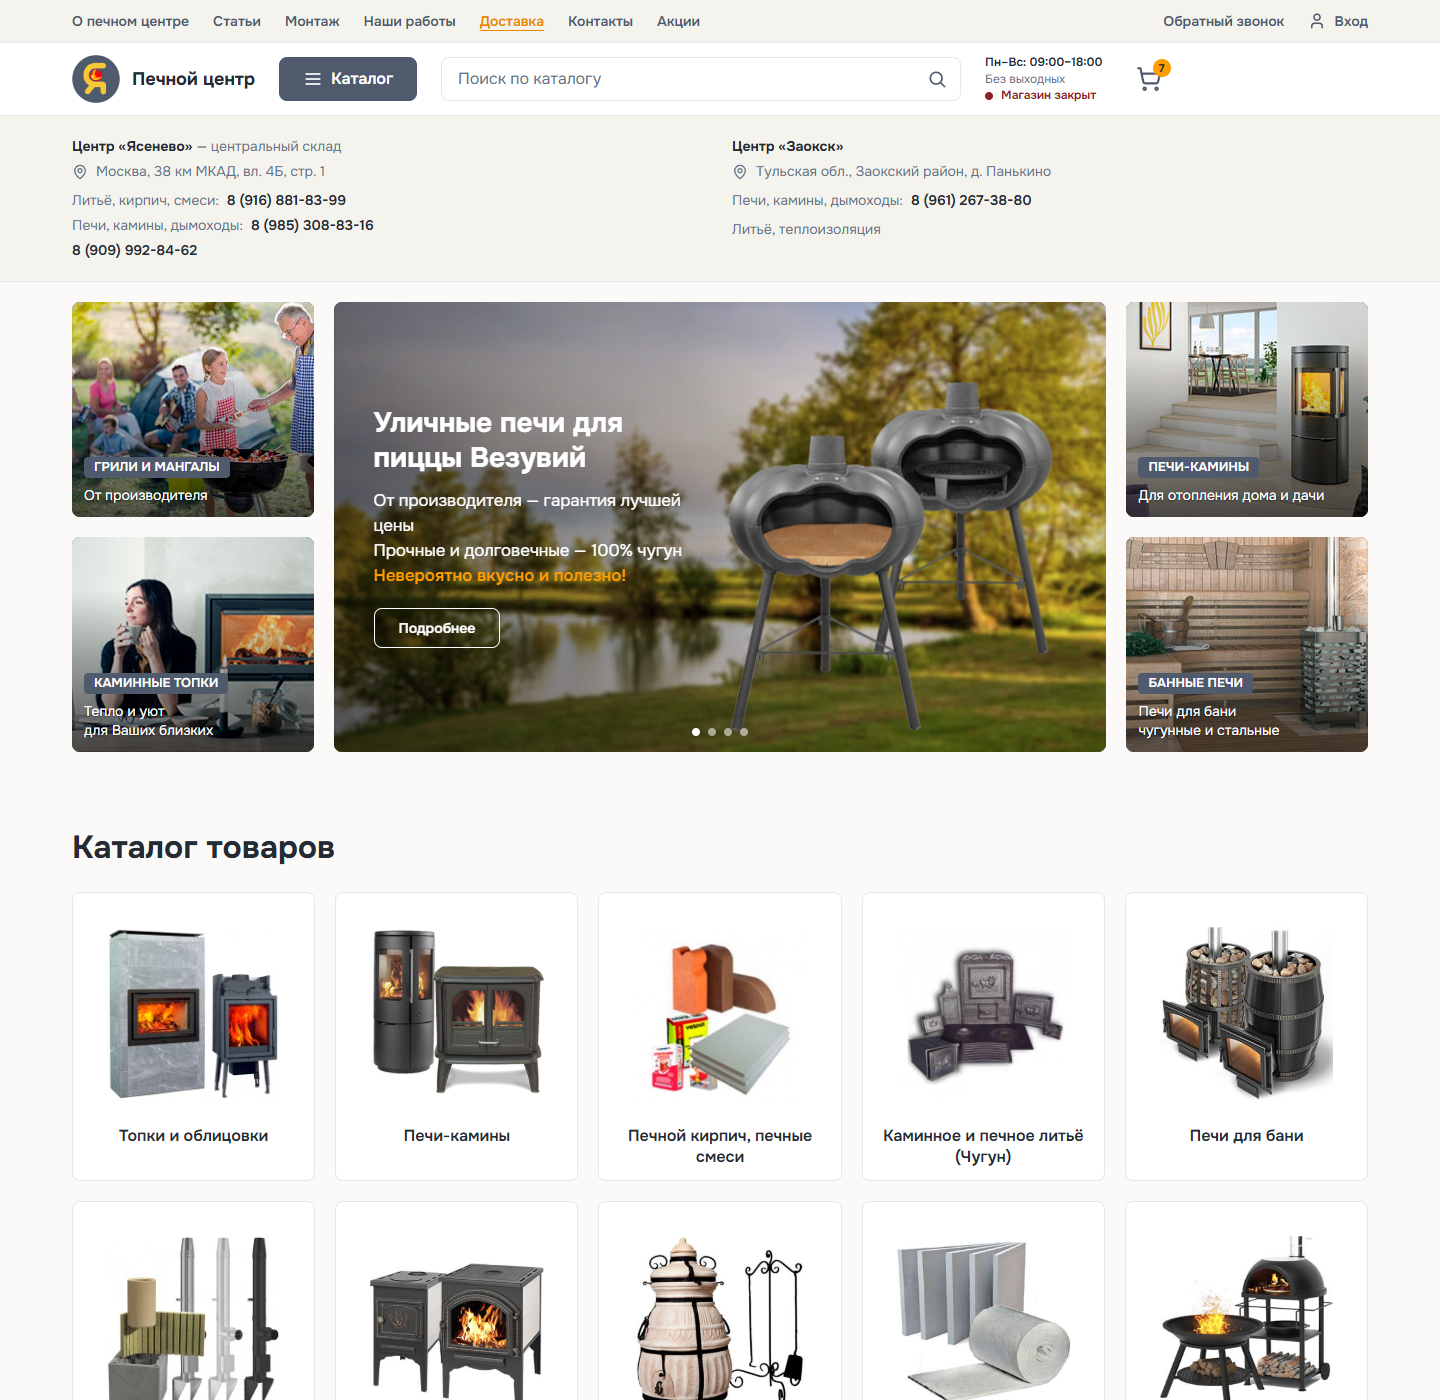 О печном центре Статьи Монтаж Наши работы Доставка Контакты Акции Обратный звонок Вход
Печной центр
Каталог
Поиск по каталогу
Пн–Вс: 09:00–18:00
Без выходных
Магазин закрыт
7
Центр «Ясенево» — центральный склад
Москва, 38 км МКАД, вл. 4Б, стр. 1
Литьё, кирпич, смеси: 8 (916) 881-83-99
Печи, камины, дымоходы: 8 (985) 308-83-16
8 (909) 992-84-62
Центр «Заокск»
Тульская обл., Заокский район, д. Панькино
Печи, камины, дымоходы: 8 (961) 267-38-80
Литьё, теплоизоляция
ГРИЛИ И МАНГАЛЫ
От производителя
КАМИННЫЕ ТОПКИ
Тепло и уют
для Ваших близких
Уличные печи для
пиццы Везувий
От производителя — гарантия лучшей
цены
Прочные и долговечные — 100% чугун
Невероятно вкусно и полезно!
Подробнее
ПЕЧИ-КАМИНЫ
Для отопления дома и дачи
БАННЫЕ ПЕЧИ
Печи для бани
чугунные и стальные
Каталог товаров
Топки и облицовки
Печи-камины
Печной кирпич, печные
смеси
Каминное и печное литьё
(Чугун)
Печи для бани